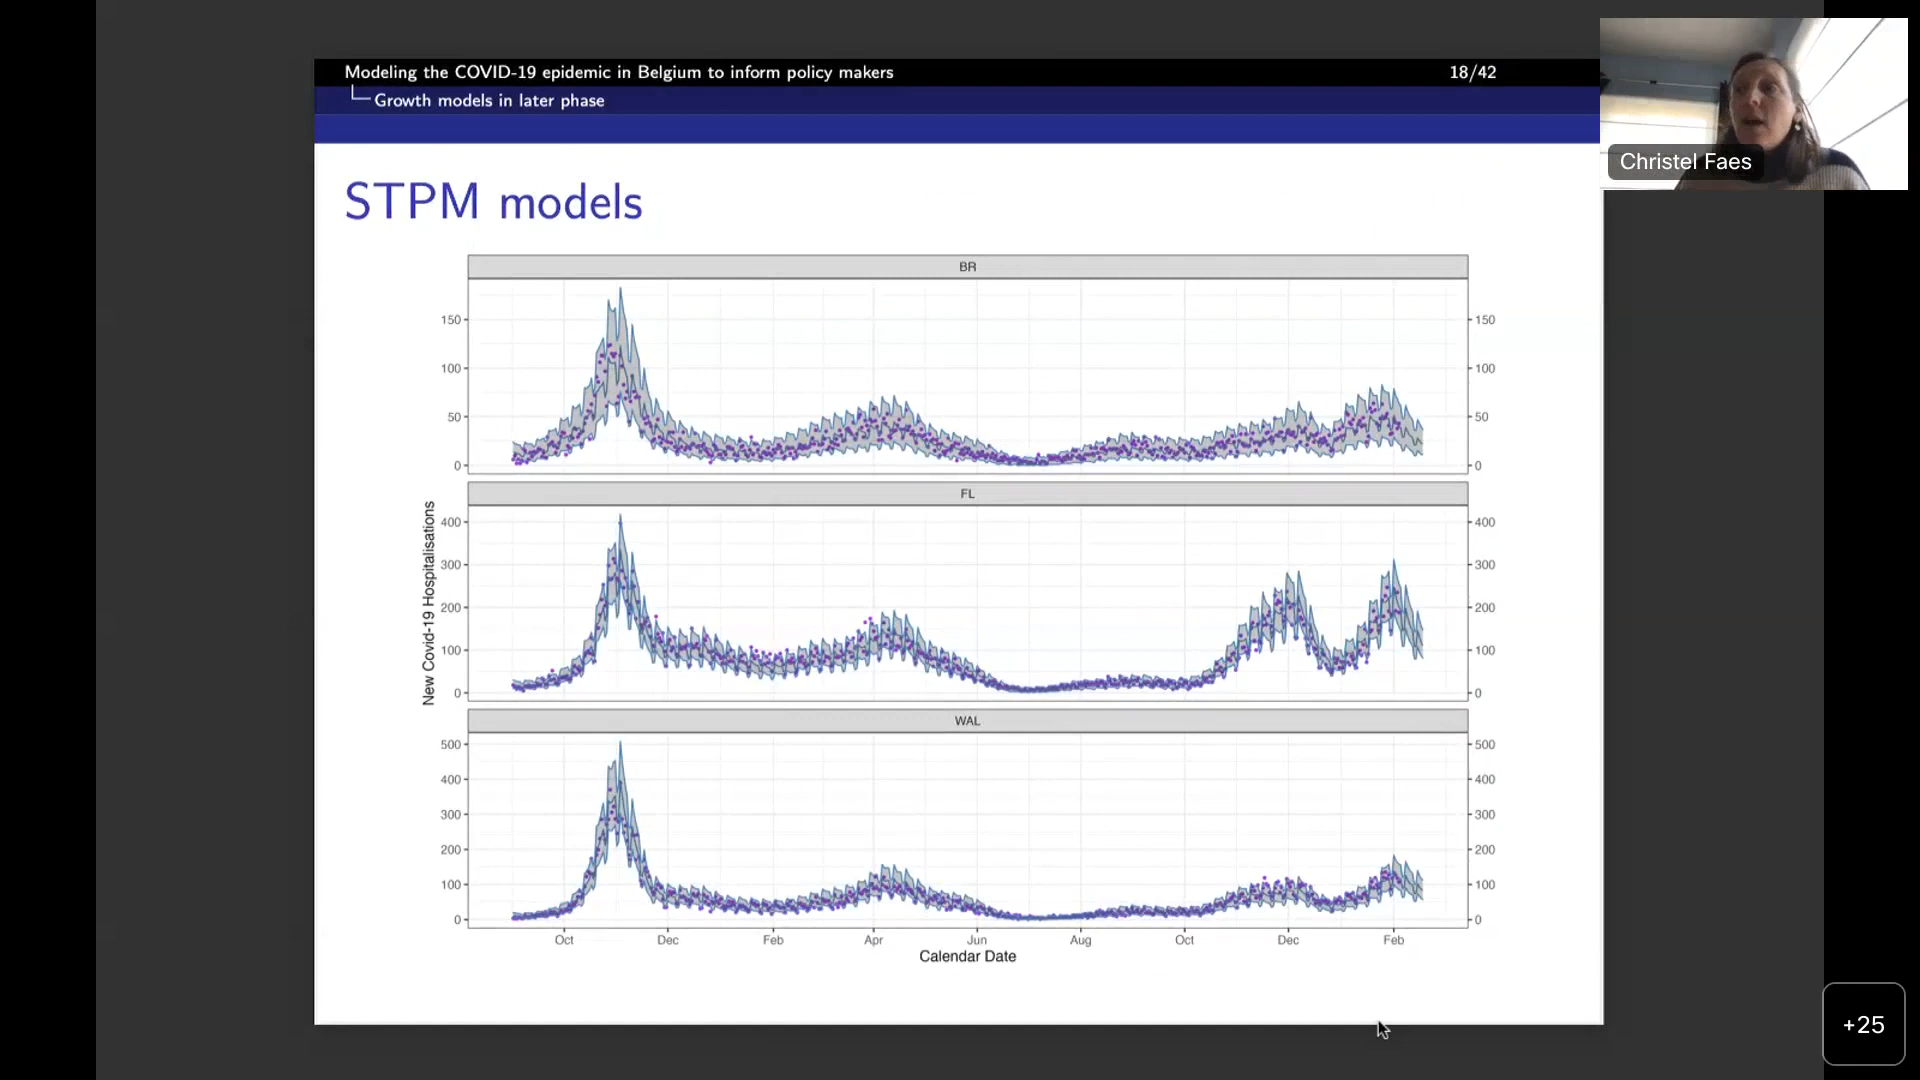 Modeling the COVID-19 epidemic in Belgium to inform policy makers 18/42
Growth models in later phase
Christel Faes
STPM models
BR
150 150
100 100
50 50
0 0
FL
400 400
300 300
200 200
100 100
0 0
New Covid-19 Hospitalisations
WAL
500 500
400 400
300 300
200 200
100 100
0 0
Oct Dec Feb Apr Jun Aug Oct Dec Feb
Calendar Date
+25